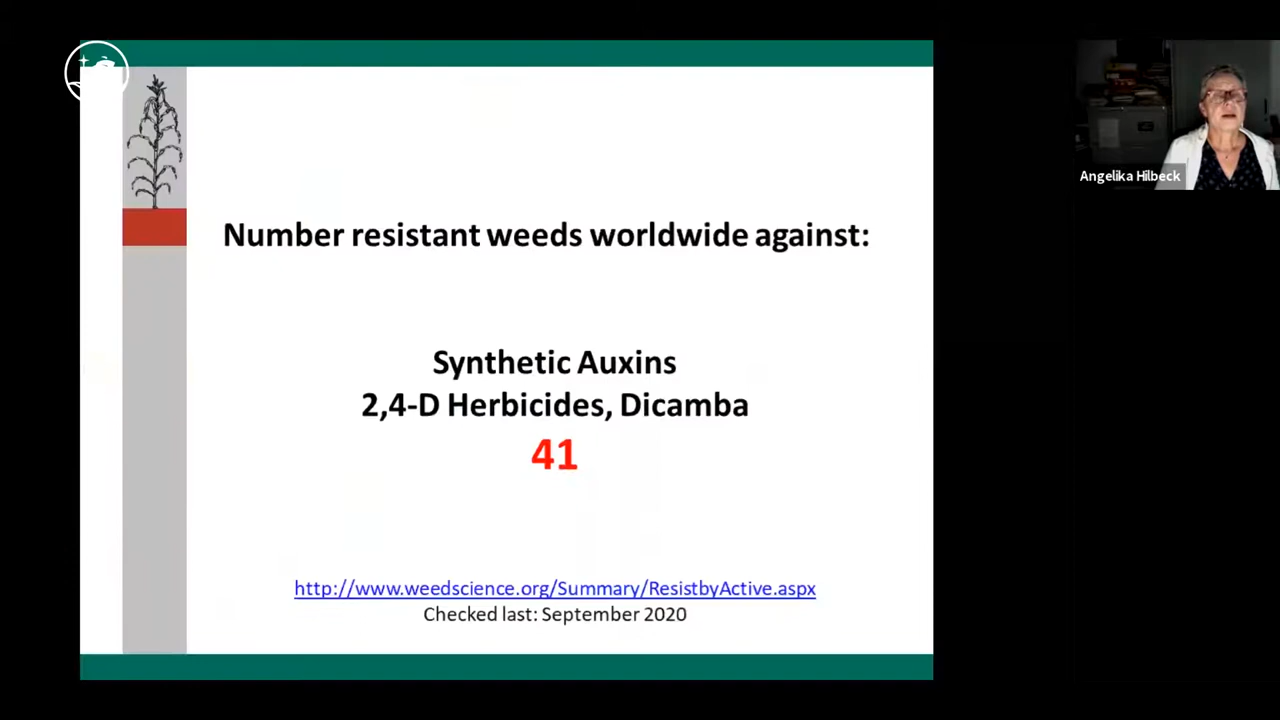 Number resistant weeds worldwide against:
Synthetic Auxins
2,4-D Herbicides, Dicamba
41
http://www.weedscience.org/Summary/ResistbyActive.aspx
Checked last: September 2020
Angelika Hilbeck